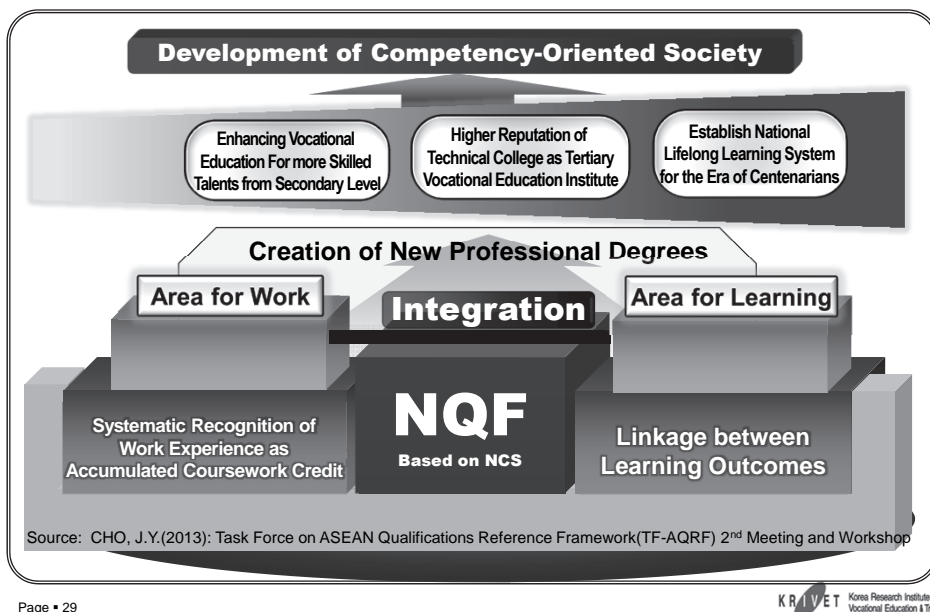 Development of Competency-Oriented Society
Enhancing Vocational
Education For more Skilled
Talents from Secondary Level
Higher Reputation of
Technical College as Tertiary
Vocational Education Institute
Establish National
Lifelong Learning System
for the Era of Centenarians
Creation of New Professional Degrees
Area for Work
Integration
Area for Learning
Systematic Recognition of
Work Experience as
Accumulated Coursework Credit
NQF
Based on NCS
Linkage between
Learning Outcomes
Source: CHO, J.Y.(2013): Task Force on ASEAN Qualifications Reference Framework(TF-AQRF) 2nd Meeting and Workshop
Page ▪ 29
KRIVET
Korea Research Institute
Vocational Education & Tr